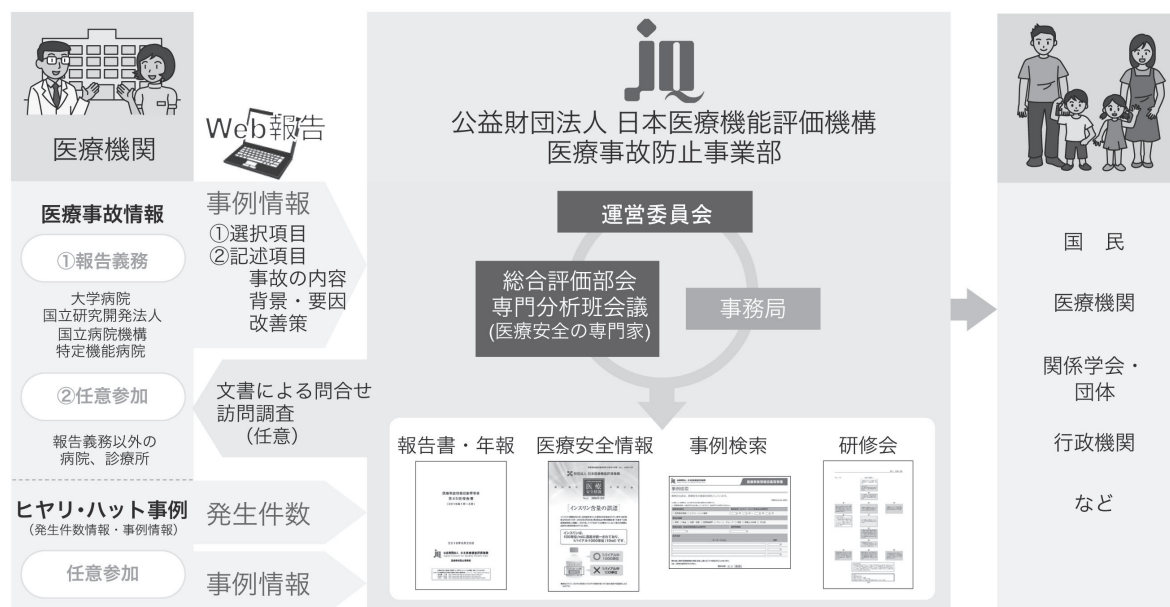 医療機関
医療事故情報
①報告義務
大学病院
国立研究開発法人
国立病院機構
特定機能病院
②任意参加
報告義務以外の
病院、診療所
ヒヤリ・ハット事例
(発生件数情報・事例情報)
任意参加
Web報告
事例情報
①選択項目
②記述項目
事故の内容
背景・要因
改善策
文書による問合せ
訪問調査
(任意)
発生件数
事例情報
jq
公益財団法人 日本医療機能評価機構
医療事故防止事業部
運営委員会
総合評価部会
専門分析班会議
(医療安全の専門家)
事務局
報告書・年報
医療安全情報
事例検索
研修会
インスリン含量の誤認
国 民
医療機関
関係学会・
団体
行政機関
など